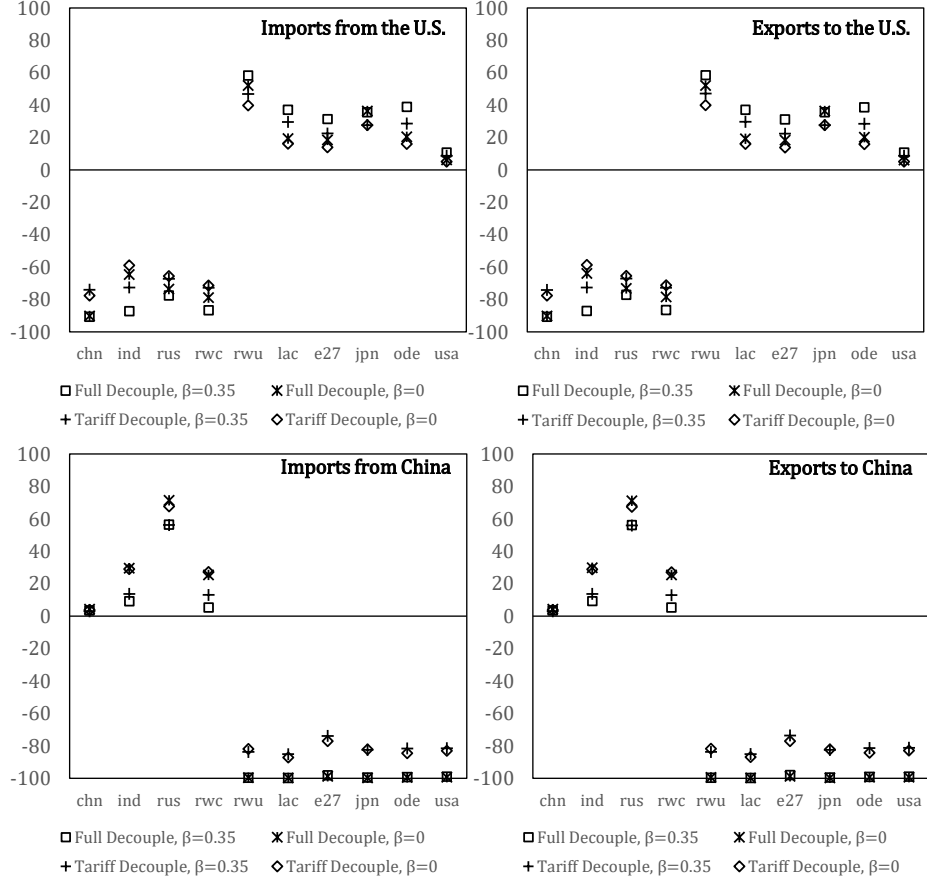 Imports from the U.S.
100
80
60
40
20
0
-20
-40
-60
-80
-100
chn ind rus rwc rwu lac e27 jpn ode usa
Full Decouple, β=0.35 Full Decouple, β=0
Tariff Decouple, β=0.35 Tariff Decouple, β=0
Exports to the U.S.
100
80
60
40
20
0
-20
-40
-60
-80
-100
chn ind rus rwc rwu lac e27 jpn ode usa
Full Decouple, β=0.35 Full Decouple, β=0
Tariff Decouple, β=0.35 Tariff Decouple, β=0
Imports from China
100
80
60
40
20
0
-20
-40
-60
-80
-100
chn ind rus rwc rwu lac e27 jpn ode usa
Full Decouple, β=0.35 Full Decouple, β=0
Tariff Decouple, β=0.35 Tariff Decouple, β=0
Exports to China
100
80
60
40
20
0
-20
-40
-60
-80
-100
chn ind rus rwc rwu lac e27 jpn ode usa
Full Decouple, β=0.35 Full Decouple, β=0
Tariff Decouple, β=0.35 Tariff Decouple, β=0